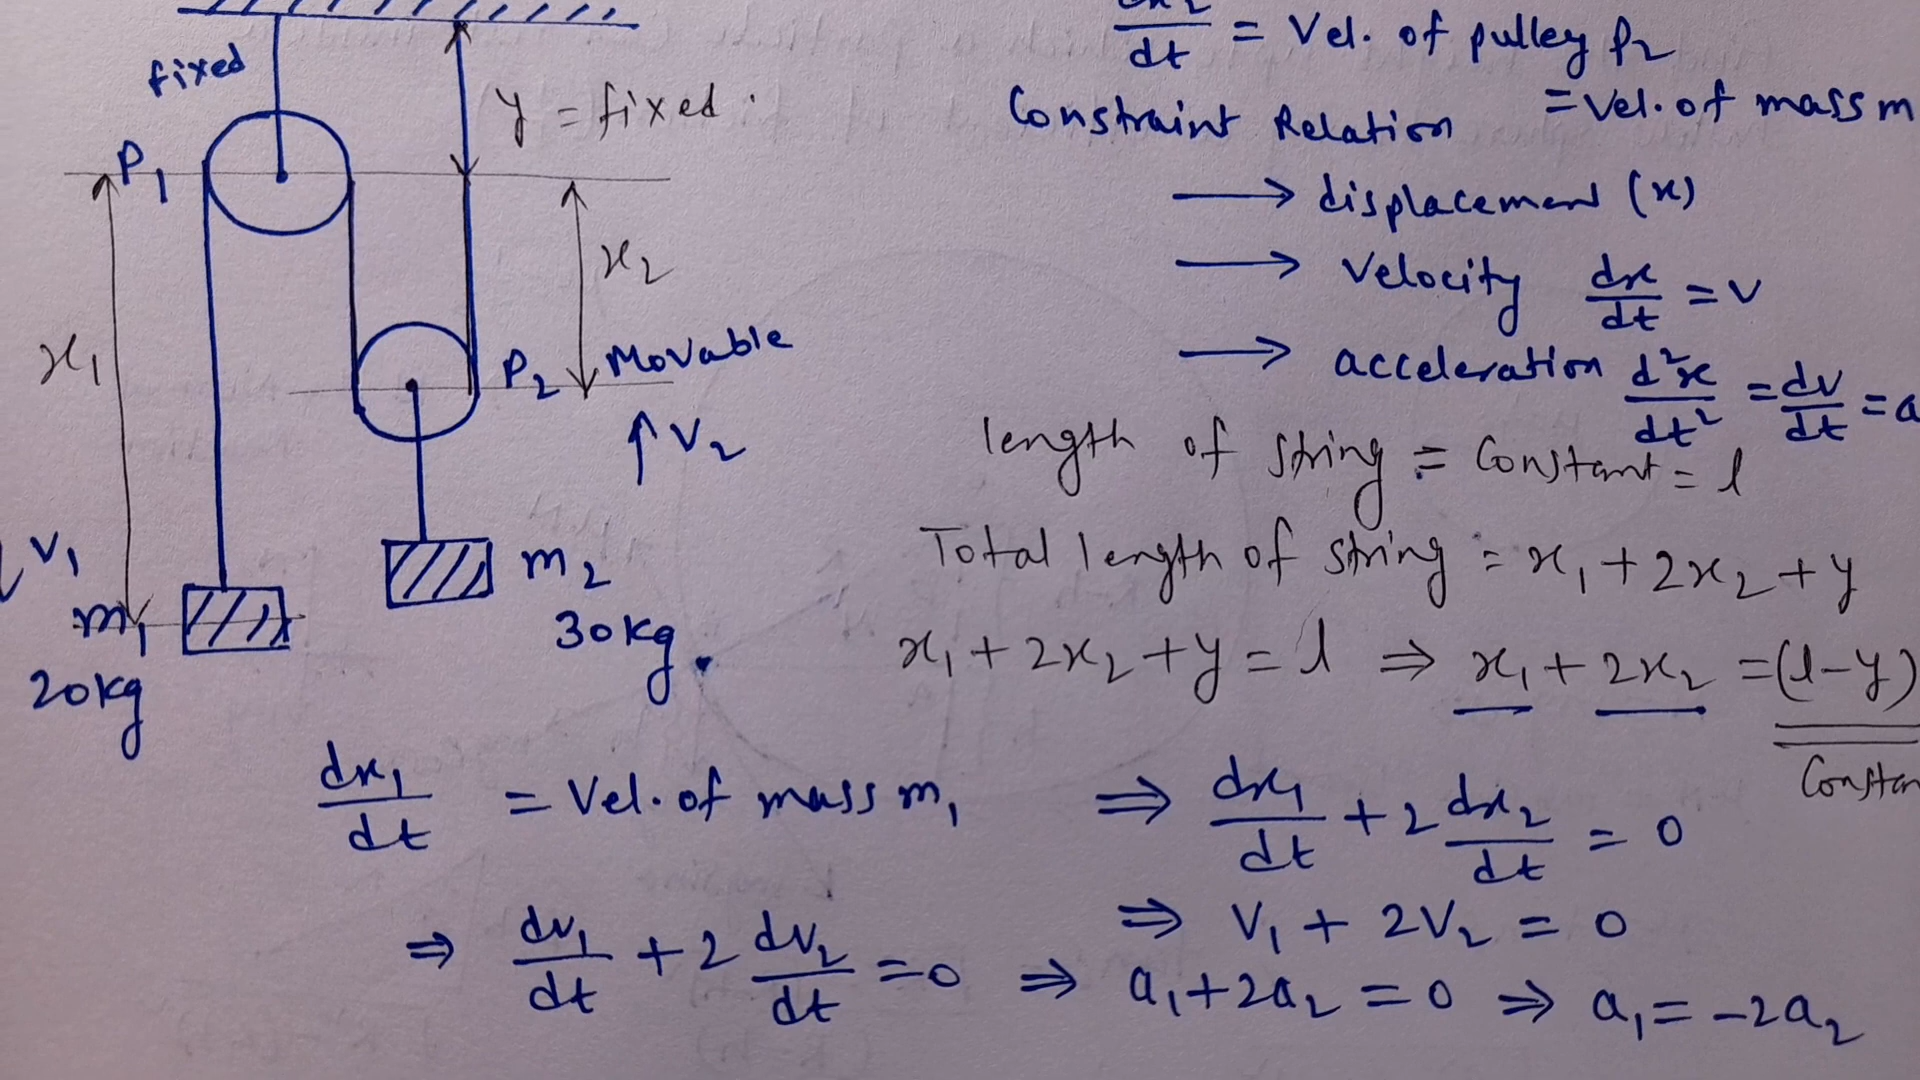 fixed
y = fixed.
P₁
x₂
x₁
P₂ Movable
↑ V₂
V₁
m₁
20kg
m₂
30kg.
dx₂/dt = Vel. of pulley P₂
= Vel. of mass m
Constraint Relation
→ displacement (x)
→ Velocity dx/dt = v
→ acceleration d²x/dt² = dv/dt = a
length of string = Constant = l
Total length of string = x₁ + 2x₂ + y
x₁ + 2x₂ + y = l ⇒ x₁ + 2x₂ = (l-y)
Constan
dx₁/dt = Vel. of mass m₁ ⇒ dx₁/dt + 2 dx₂/dt = 0
⇒ V₁ + 2V₂ = 0
⇒ dv₁/dt + 2 dv₂/dt = 0 ⇒ a₁ + 2a₂ = 0 ⇒ a₁ = -2a₂